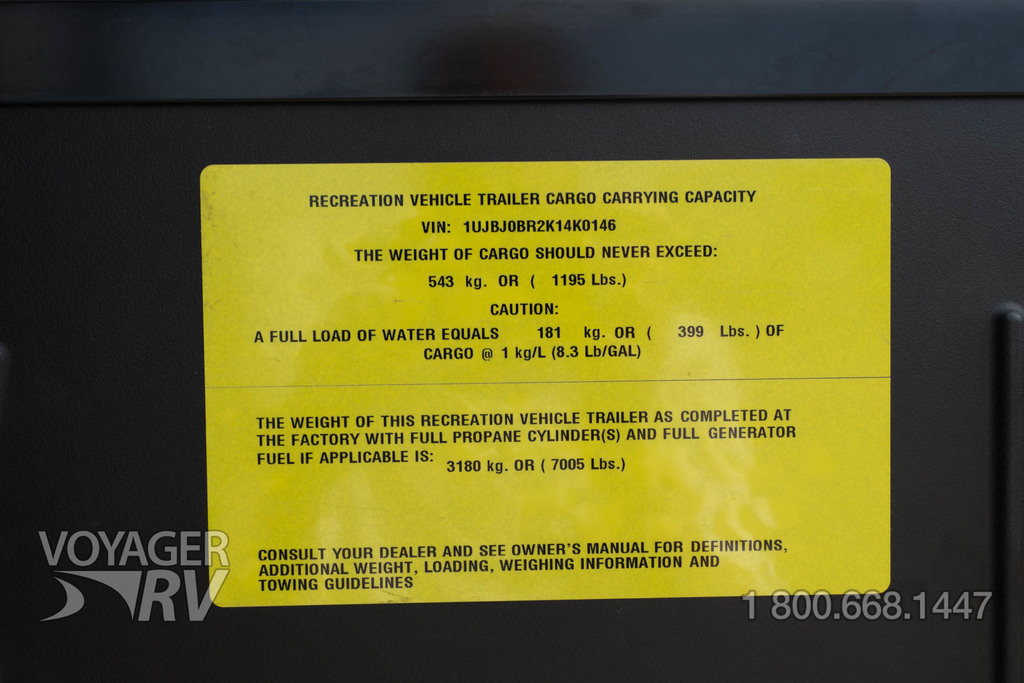 RECREATION VEHICLE TRAILER CARGO CARRYING CAPACITY
VIN: 1UJBJ0BR2K14K0146
THE WEIGHT OF CARGO SHOULD NEVER EXCEED:
543 kg. OR ( 1195 Lbs.)
CAUTION:
A FULL LOAD OF WATER EQUALS 181 kg. OR ( 399 Lbs. ) OF
CARGO @ 1 kg/L (8.3 Lb/GAL)
THE WEIGHT OF THIS RECREATION VEHICLE TRAILER AS COMPLETED AT
THE FACTORY WITH FULL PROPANE CYLINDER(S) AND FULL GENERATOR
FUEL IF APPLICABLE IS: 3180 kg. OR ( 7005 Lbs.)
CONSULT YOUR DEALER AND SEE OWNER'S MANUAL FOR DEFINITIONS,
ADDITIONAL WEIGHT, LOADING, WEIGHING INFORMATION AND
TOWING GUIDELINES
VOYAGER
RV
1 800.668.1447